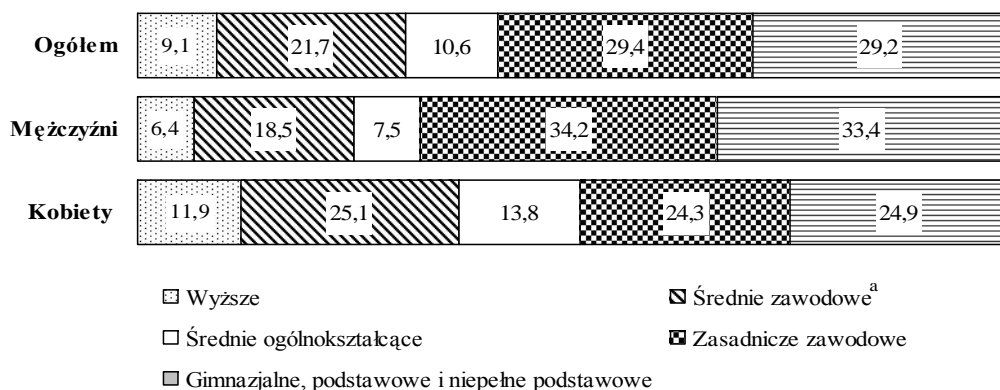 Ogółem 9,1 21,7 10,6 29,4 29,2
Mężczyźni 6,4 18,5 7,5 34,2 33,4
Kobiety 11,9 25,1 13,8 24,3 24,9
Wyższe Średnie zawodowe a
Średnie ogólnokształcące Zasadnicze zawodowe
Gimnazjalne, podstawowe i niepełne podstawowe